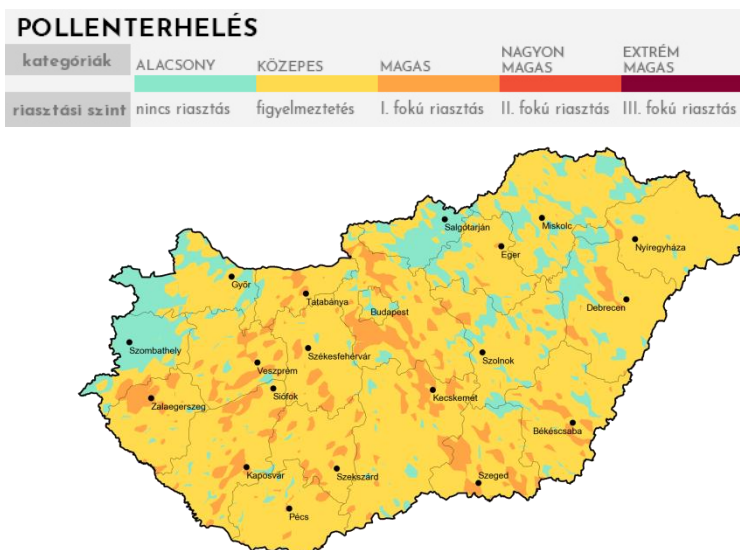 POLLENTERHELÉS
kategóriák ALACSONY KÖZEPES MAGAS NAGYON MAGAS EXTRÉM MAGAS
riasztási szint nincs riasztás figyelmeztetés I. fokú riasztás II. fokú riasztás III. fokú riasztás
Salgótarján
Miskolc
Eger
Nyíregyháza
Győr
Tatabánya
Budapest
Debrecen
Szombathely
Székesfehérvár
Szolnok
Veszprém
Siófok
Zalaegerszeg
Kecskemét
Békéscsaba
Kaposvár
Szekszárd
Szeged
Pécs